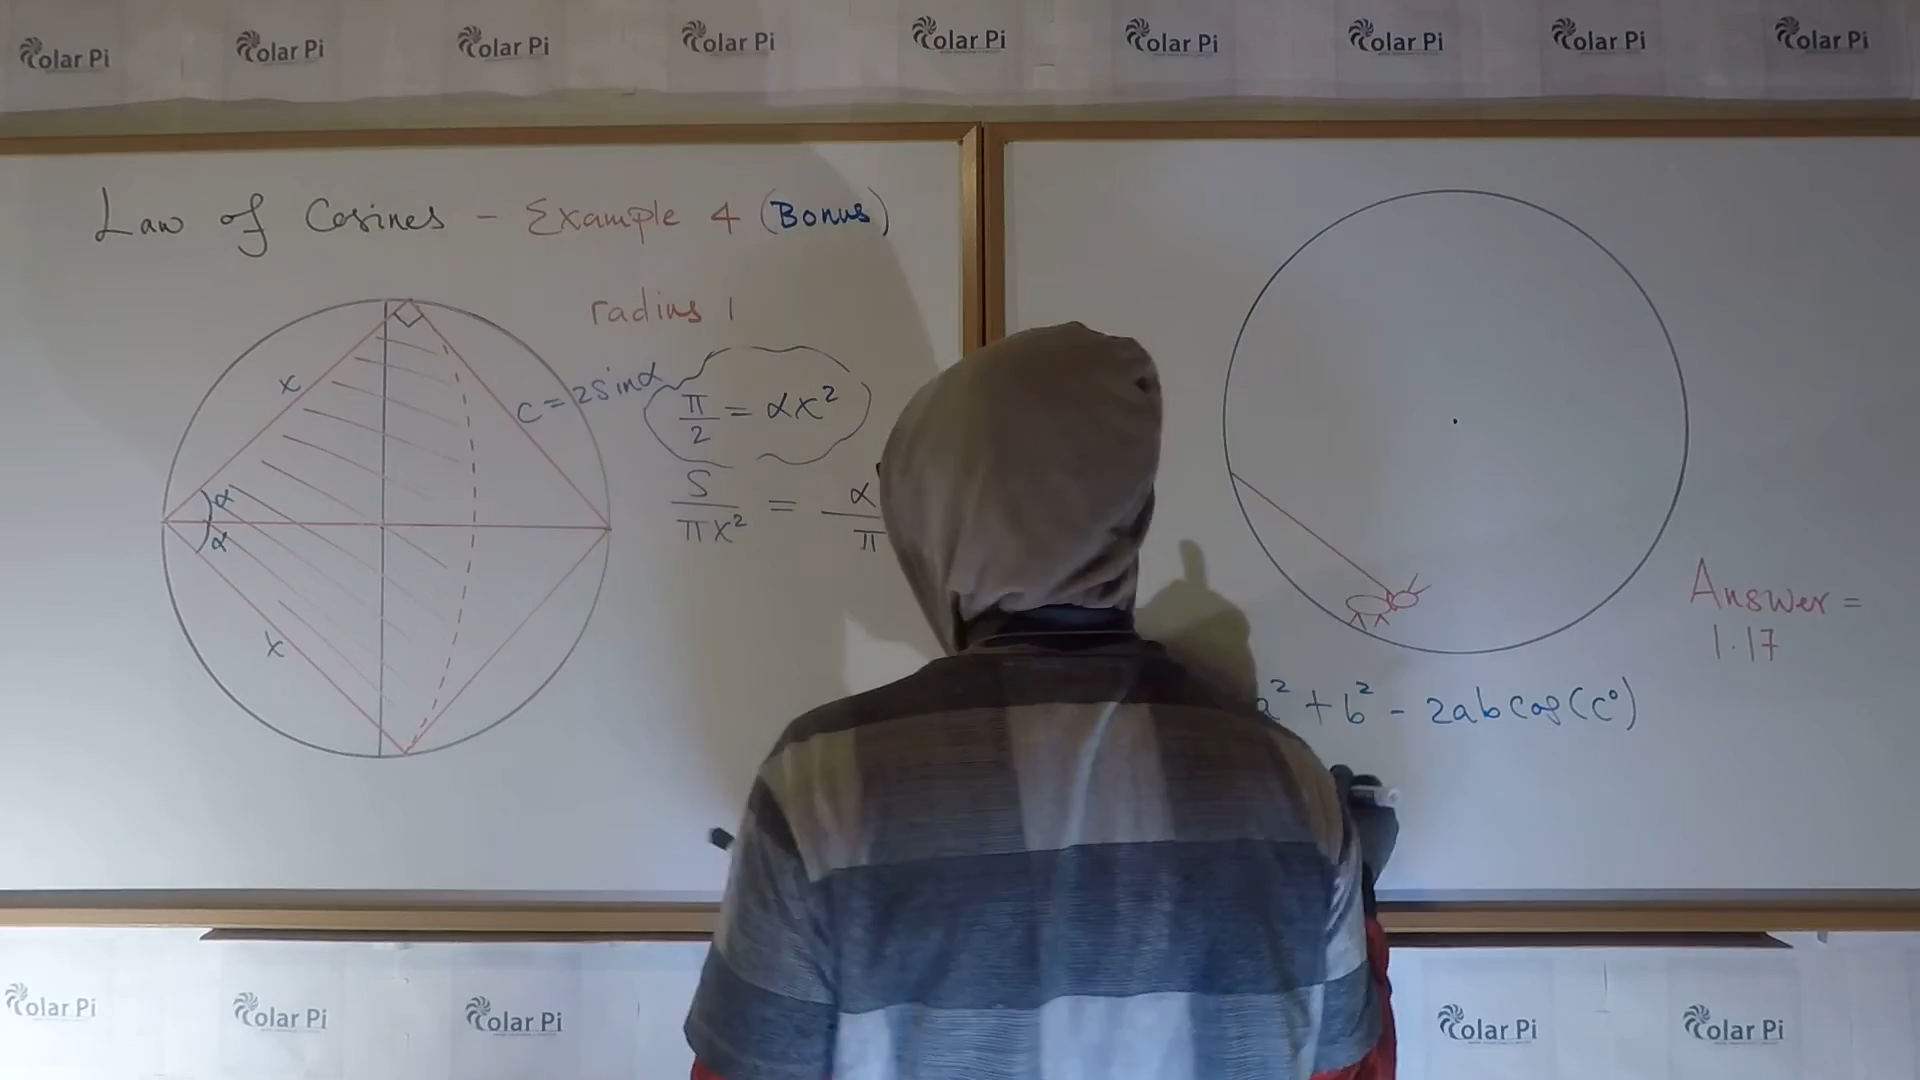 Colar Pi Colar Pi Colar Pi Colar Pi Colar Pi Colar Pi Colar Pi Colar Pi Colar Pi
Law of Cosines - Example 4 (Bonus)
radius 1
x
c = 2 sin α
π/2 = αx²
S/πx² = α/π
α
α
x
Answer =
1.17
a² + b² - 2ab cos(c°)
Colar Pi Colar Pi Colar Pi Colar Pi Colar Pi